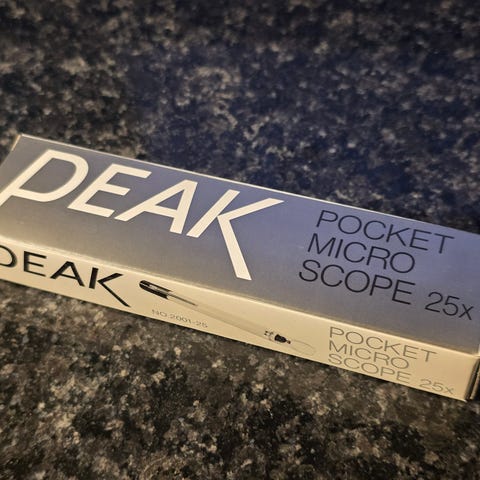 PEAK
POCKET
MICRO
SCOPE 25x
PEAK
NO.2001-25
POCKET
MICRO
SCOPE 25x